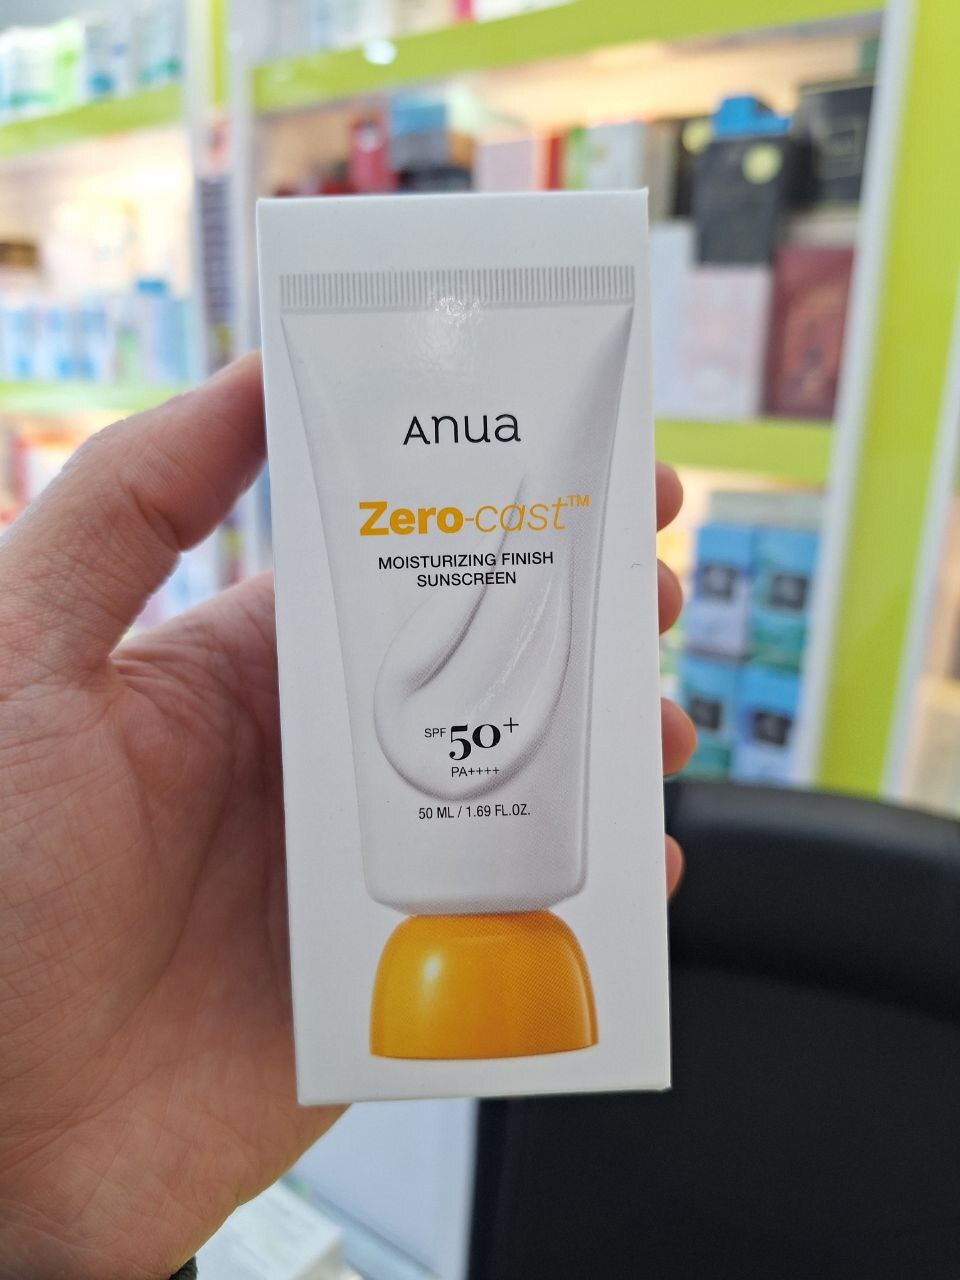 Anua
Zero-cast™
MOISTURIZING FINISH
SUNSCREEN
SPF 50+
PA++++
50 ML / 1.69 FL.OZ.